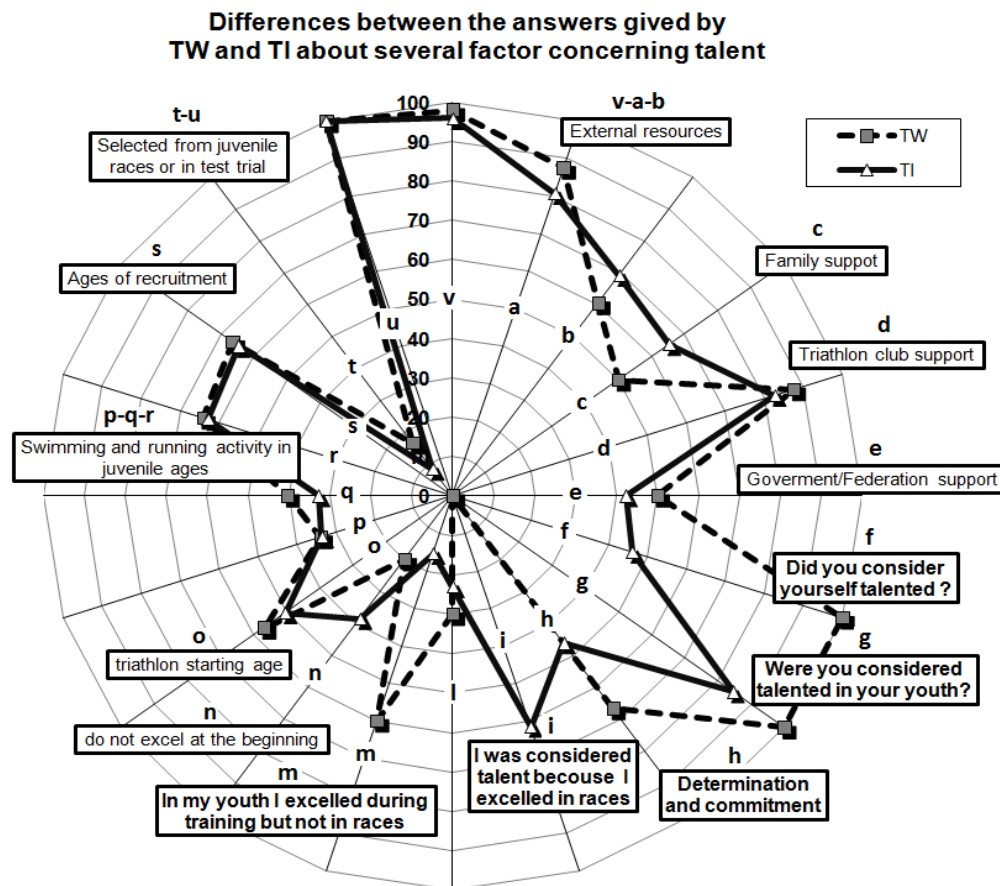 Differences between the answers gived by
TW and TI about several factor concerning talent
t-u
Selected from juvenile
races or in test trial
v-a-b
External resources
TW
TI
s
Ages of recruitment
c
Family suppot
d
Triathlon club support
p-q-r
Swimming and running activity in
juvenile ages
e
Goverment/Federation support
f
Did you consider
yourself talented ?
g
Were you considered
talented in your youth?
o
triathlon starting age
n
do not excel at the beginning
m
In my youth I excelled during
training but not in races
i
I was considered
talent becouse I
excelled in races
h
Determination
and commitment
100
90
80
70
60
50
40
30
20
0
v
a
b
c
d
e
f
g
h
i
l
m
n
o
p
q
r
s
t
u